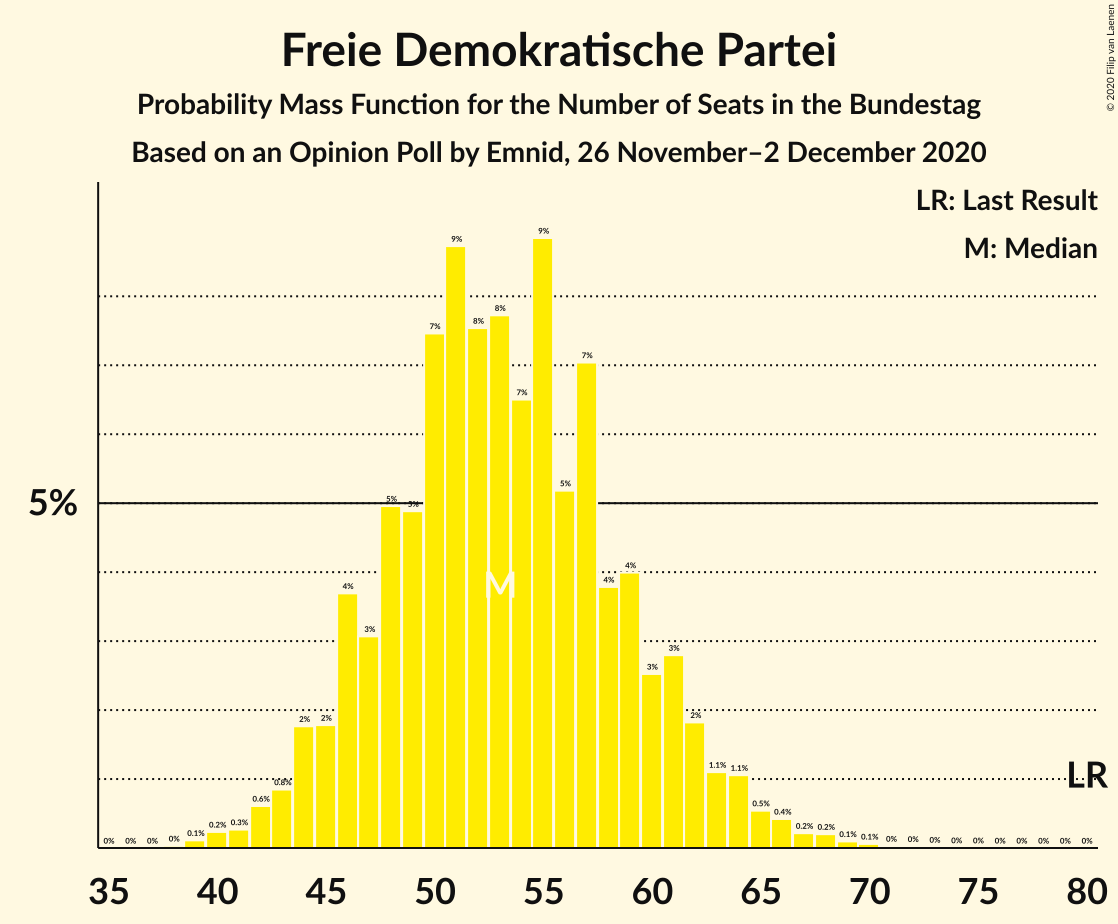 Freie Demokratische Partei
Probability Mass Function for the Number of Seats in the Bundestag
Based on an Opinion Poll by Emnid, 26 November–2 December 2020
© 2020 Filip van Laenen
LR: Last Result
M: Median
5%
0% 0% 0% 0% 0.1% 0.2% 0.3% 0.6% 0.8% 2% 2% 4% 3% 5% 5% 7% 9% 8% 8% 7% 9% 5% 7% 4% 4% 3% 3% 2% 1.1% 1.1% 0.5% 0.4% 0.2% 0.2% 0.1% 0.1% 0% 0% 0% 0% 0% 0% 0% 0% 0% 0%
M
LR
35 40 45 50 55 60 65 70 75 80